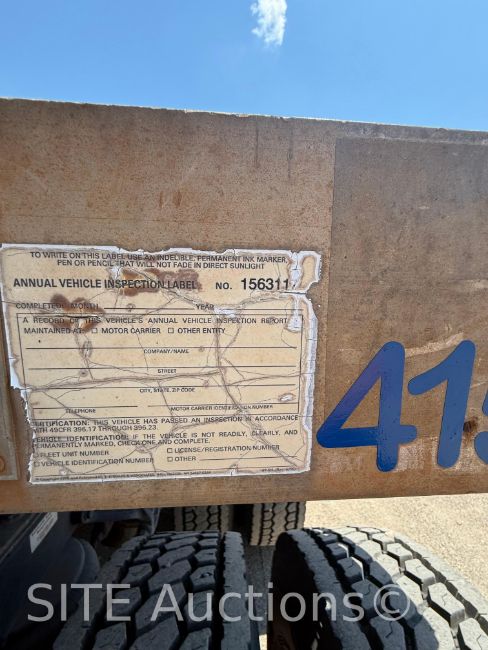 TO WRITE ON THIS LABEL USE AN INDELIBLE, PERMANENT INK MARKER,
PEN OR PENCIL THAT WILL NOT FADE IN DIRECT SUNLIGHT
ANNUAL VEHICLE INSPECTION LABEL NO. 156311
COMPLETED: MONTH YEAR
A RECORD OF THIS VEHICLE'S ANNUAL VEHICLE INSPECTION REPORT
MAINTAINED AT: ☐ MOTOR CARRIER ☐ OTHER ENTITY
COMPANY/NAME
STREET
CITY, STATE, ZIP CODE
TELEPHONE MOTOR CARRIER IDENTIFICATION NUMBER
CERTIFICATION: THIS VEHICLE HAS PASSED AN INSPECTION IN ACCORDANCE
WITH 49CFR 396.17 THROUGH 396.23.
VEHICLE IDENTIFICATION: IF THE VEHICLE IS NOT READILY, CLEARLY, AND
PERMANENTLY MARKED, CHECK ONE AND COMPLETE.
☐ FLEET UNIT NUMBER ☐ LICENSE/REGISTRATION NUMBER
☐ VEHICLE IDENTIFICATION NUMBER ☐ OTHER
415
SITE Auctions®